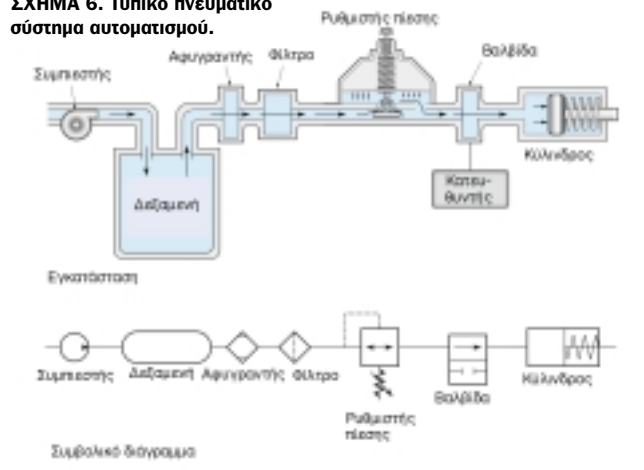 ΣΧΗΜΑ 6. Τυπικό πνευματικό
σύστημα αυτοματισμού.
Ρυθμιστής πίεσης
Συμπιεστής
Αφυγραντής
Φίλτρο
Βαλβίδα
Κύλινδρος
Κατευ-
θυντής
Δεξαμενή
Εγκατάσταση
Συμπιεστής
Δεξαμενή
Αφυγραντής
Φίλτρο
Ρυθμιστής
πίεσης
Βαλβίδα
Κύλινδρος
Συμβολικό διάγραμμα